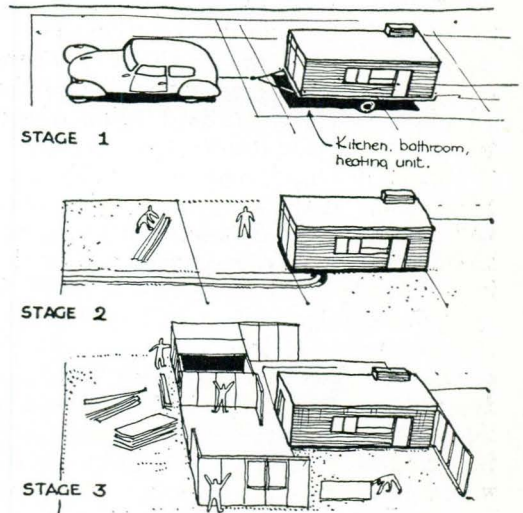 STAGE 1
Kitchen. bathroom,
heating unit.
STAGE 2
STAGE 3